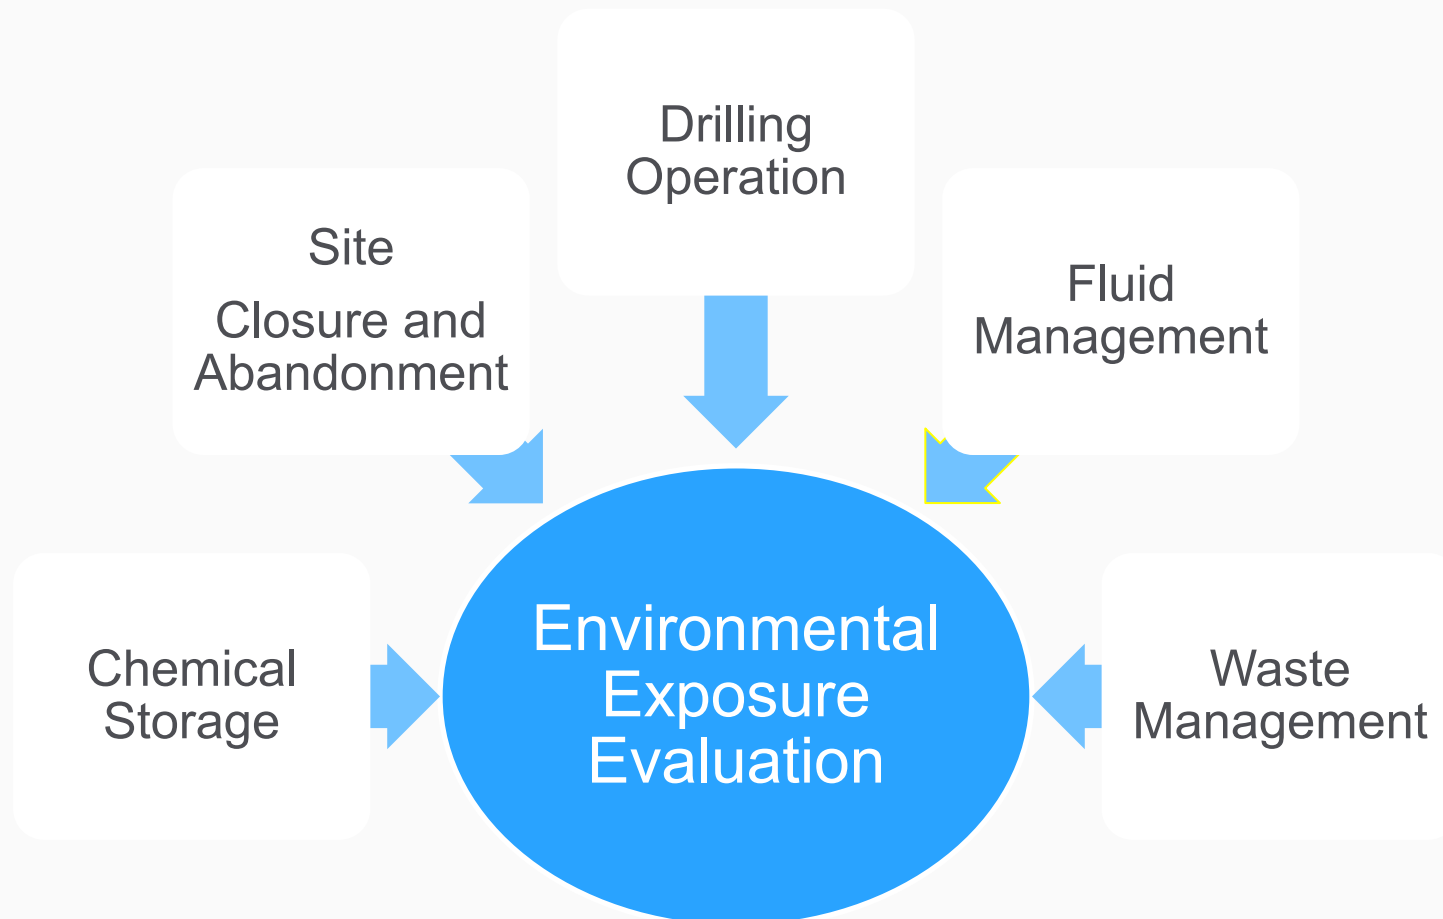 Drilling
Operation
Site
Closure and
Abandonment
Fluid
Management
Chemical
Storage
Environmental
Exposure
Evaluation
Waste
Management